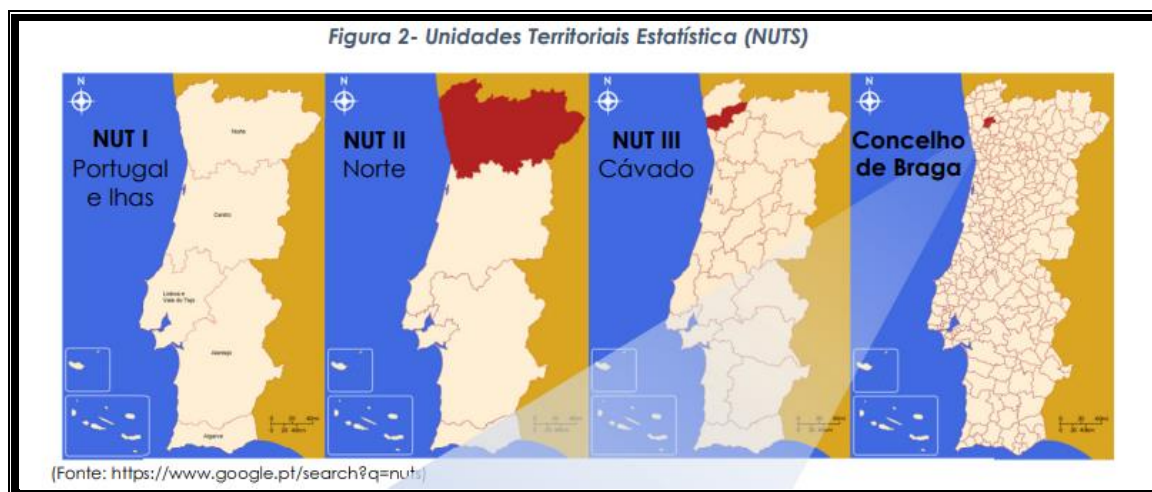 Figura 2- Unidades Territoriais Estatística (NUTS)
N
NUT I
Portugal
e Ihas
Norte
Centro
Lisboa e
Vale do Tejo
Alentejo
Algarve
N
NUT II
Norte
N
NUT III
Cávado
N
Concelho
de Braga
(Fonte: https://www.google.pt/search?q=nuts)